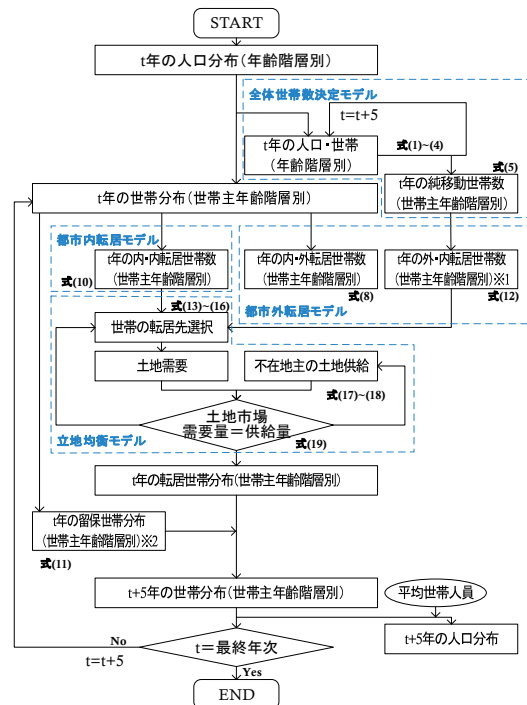 START
t年の人口分布(年齢階層別)
全体世帯数決定モデル
t=t+5
t年の人口・世帯
(年齢階層別)
式(1)~(4)
式(5)
t年の純移動世帯数
(世帯主年齢階層別)
t年の世帯分布(世帯主年齢階層別)
都市内転居モデル
t年の内・内転居世帯数
(世帯主年齢階層別)
式(10)
t年の内・外転居世帯数
(世帯主年齢階層別)
式(8)
t年の外・内転居世帯数
(世帯主年齢階層別)※1
式(12)
都市外転居モデル
式(13)~(16)
世帯の転居先選択
土地需要
不在地主の土地供給
式(17)~(18)
土地市場
需要量=供給量
式(19)
立地均衡モデル
t年の転居世帯分布(世帯主年齢階層別)
t年の留保世帯分布
(世帯主年齢階層別)※2
式(11)
t+5年の世帯分布(世帯主年齢階層別)
平均世帯人員
t+5年の人口分布
No
t=t+5
t=最終年次
Yes
END